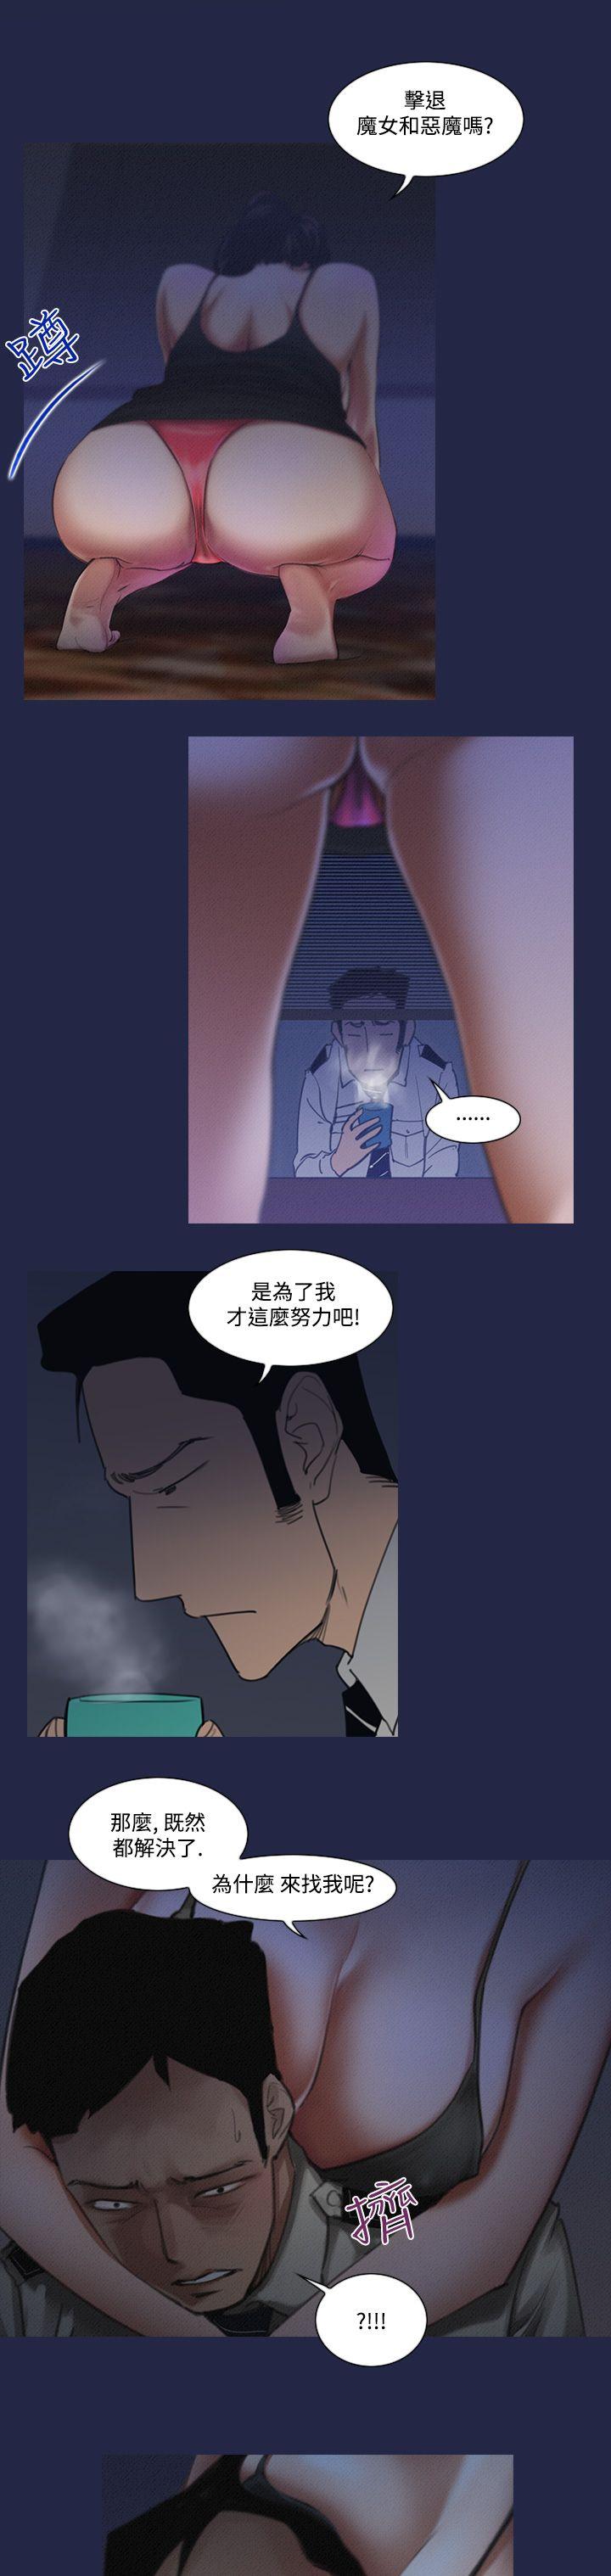 擊退
魔女和惡魔嗎?
蹲
......
是為了我
才這麼努力吧!
那麼, 既然
都解決了.
為什麼 來找我呢?
擠
?!!!